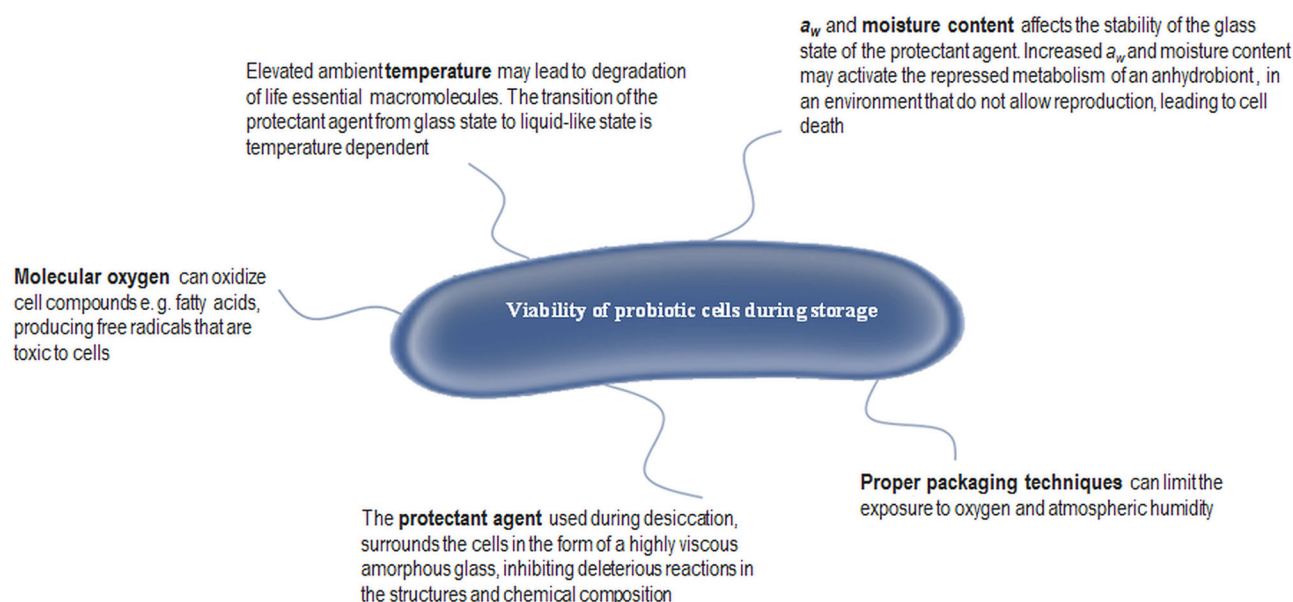 a_w and moisture content affects the stability of the glass
state of the protectant agent. Increased a_w and moisture content
may activate the repressed metabolism of an anhydrobiont, in
an environment that do not allow reproduction, leading to cell
death
Elevated ambient temperature may lead to degradation
of life essential macromolecules. The transition of the
protectant agent from glass state to liquid-like state is
temperature dependent
Molecular oxygen can oxidize
cell compounds e. g. fatty acids,
producing free radicals that are
toxic to cells
Viability of probiotic cells during storage
Proper packaging techniques can limit the
exposure to oxygen and atmospheric humidity
The protectant agent used during desiccation,
surrounds the cells in the form of a highly viscous
amorphous glass, inhibiting deleterious reactions in
the structures and chemical composition